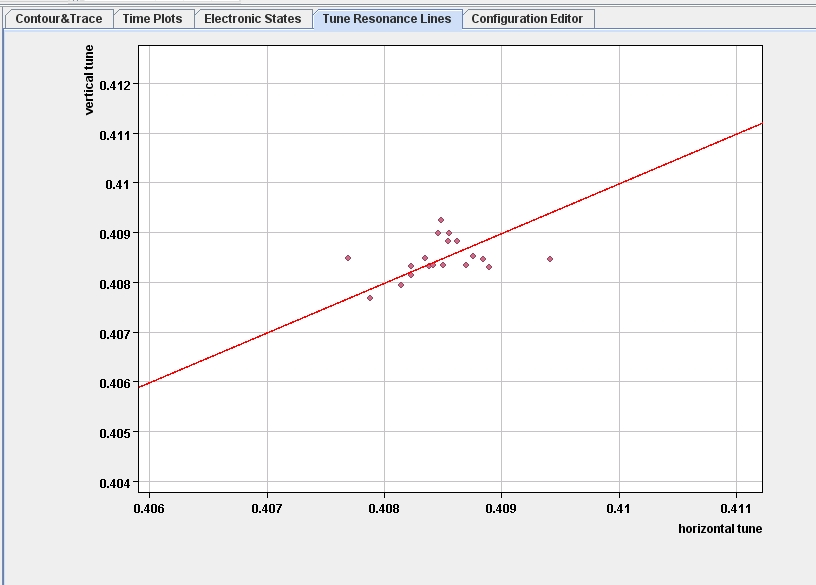 Contour&Trace Time Plots Electronic States Tune Resonance Lines Configuration Editor
vertical tune
0.412
0.411
0.41
0.409
0.408
0.407
0.406
0.405
0.404
0.406 0.407 0.408 0.409 0.41 0.411
horizontal tune